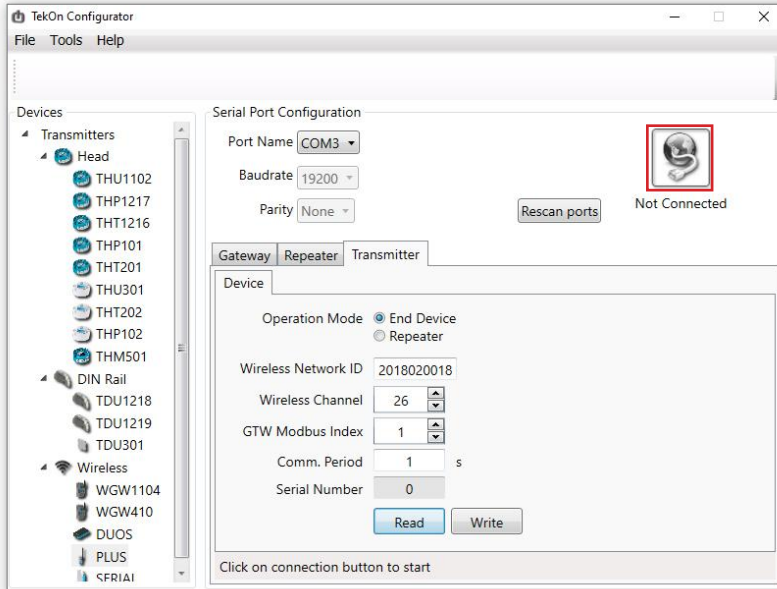 TekOn Configurator
File Tools Help
Devices
Transmitters
Head
THU1102
THP1217
THT1216
THP101
THT201
THU301
THT202
THP102
THM501
DIN Rail
TDU1218
TDU1219
TDU301
Wireless
WGW1104
WGW410
DUOS
PLUS
SERIAL
Serial Port Configuration
Port Name COM3
Baudrate 19200
Parity None
Rescan ports
Not Connected
Gateway Repeater Transmitter
Device
Operation Mode End Device
Repeater
Wireless Network ID 2018020018
Wireless Channel 26
GTW Modbus Index 1
Comm. Period 1 s
Serial Number 0
Read Write
Click on connection button to start